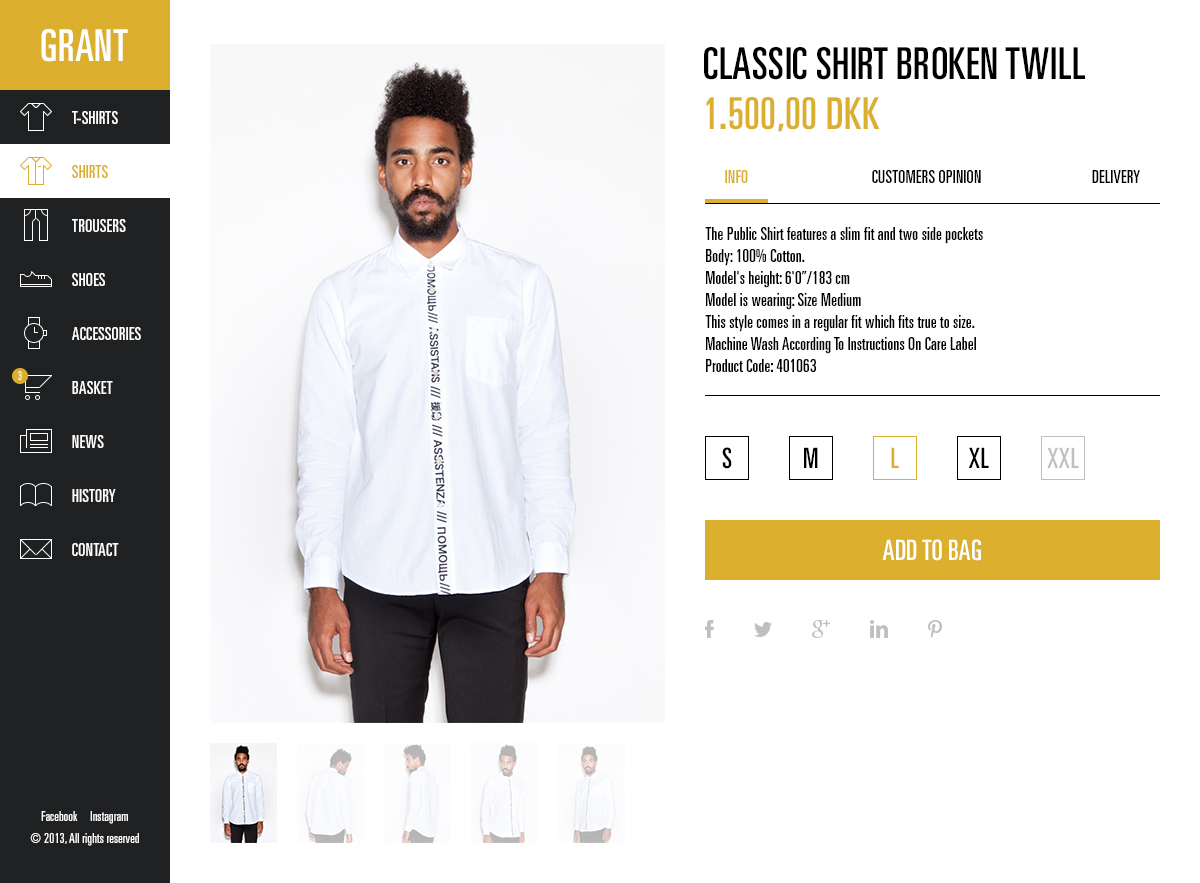 GRANT
T-SHIRTS
SHIRTS
TROUSERS
SHOES
ACCESSORIES
3
BASKET
NEWS
HISTORY
CONTACT
Facebook Instagram
© 2013, All rights reserved
ПОМОЩЬ/// ASSISTANS /// 援助 /// ASSISTENZA /// ПОМОЩЬ///
CLASSIC SHIRT BROKEN TWILL
1.500,00 DKK
INFO CUSTOMERS OPINION DELIVERY
The Public Shirt features a slim fit and two side pockets
Body: 100% Cotton.
Model's height: 6'0″/183 cm
Model is wearing: Size Medium
This style comes in a regular fit which fits true to size.
Machine Wash According To Instructions On Care Label
Product Code: 401063
S M L XL XXL
ADD TO BAG